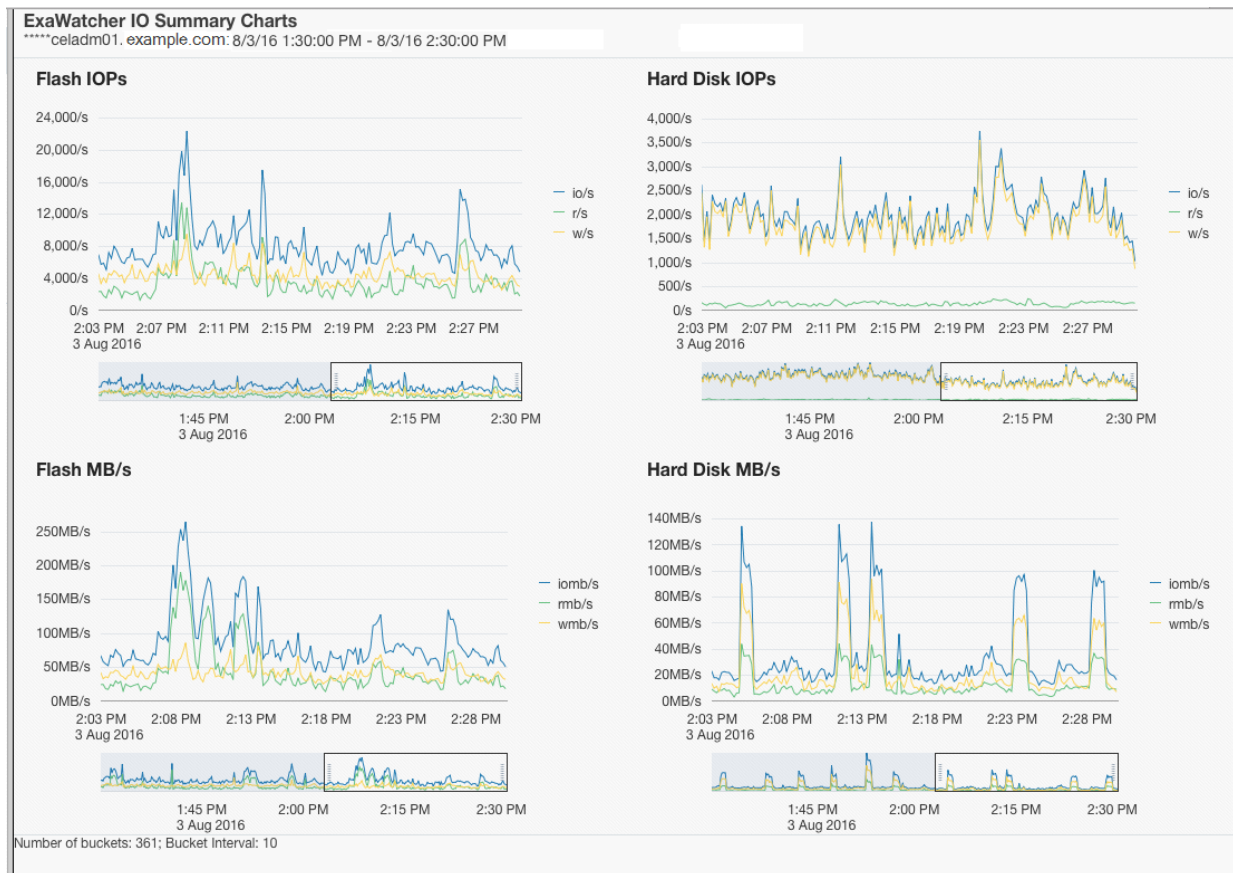 ExaWatcher IO Summary Charts
*****celadm01. example.com: 8/3/16 1:30:00 PM - 8/3/16 2:30:00 PM
Flash IOPs
24,000/s
20,000/s
16,000/s
12,000/s
8,000/s
4,000/s
0/s
io/s
r/s
w/s
2:03 PM 2:07 PM 2:11 PM 2:15 PM 2:19 PM 2:23 PM 2:27 PM
3 Aug 2016
1:45 PM 2:00 PM 2:15 PM 2:30 PM
3 Aug 2016
Hard Disk IOPs
4,000/s
3,500/s
3,000/s
2,500/s
2,000/s
1,500/s
1,000/s
500/s
0/s
io/s
r/s
w/s
2:03 PM 2:07 PM 2:11 PM 2:15 PM 2:19 PM 2:23 PM 2:27 PM
3 Aug 2016
1:45 PM 2:00 PM 2:15 PM 2:30 PM
3 Aug 2016
Flash MB/s
250MB/s
200MB/s
150MB/s
100MB/s
50MB/s
0MB/s
iomb/s
rmb/s
wmb/s
2:03 PM 2:08 PM 2:13 PM 2:18 PM 2:23 PM 2:28 PM
3 Aug 2016
1:45 PM 2:00 PM 2:15 PM 2:30 PM
3 Aug 2016
Hard Disk MB/s
140MB/s
120MB/s
100MB/s
80MB/s
60MB/s
40MB/s
20MB/s
0MB/s
iomb/s
rmb/s
wmb/s
2:03 PM 2:08 PM 2:13 PM 2:18 PM 2:23 PM 2:28 PM
3 Aug 2016
1:45 PM 2:00 PM 2:15 PM 2:30 PM
3 Aug 2016
Number of buckets: 361; Bucket Interval: 10